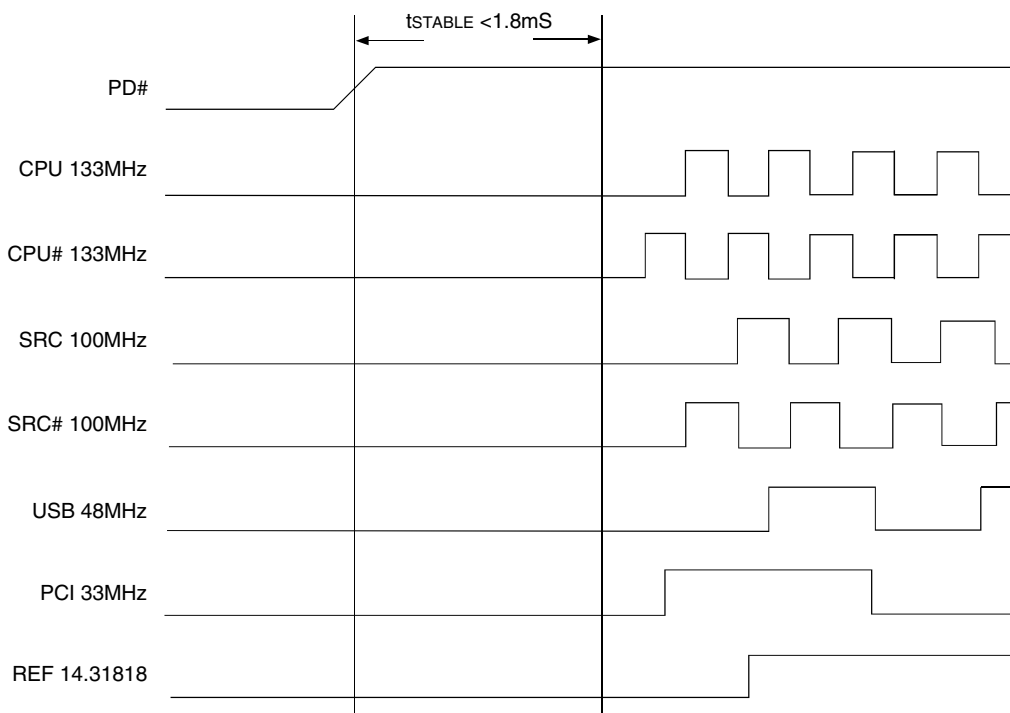 tSTABLE <1.8mS
PD#
CPU 133MHz
CPU# 133MHz
SRC 100MHz
SRC# 100MHz
USB 48MHz
PCI 33MHz
REF 14.31818